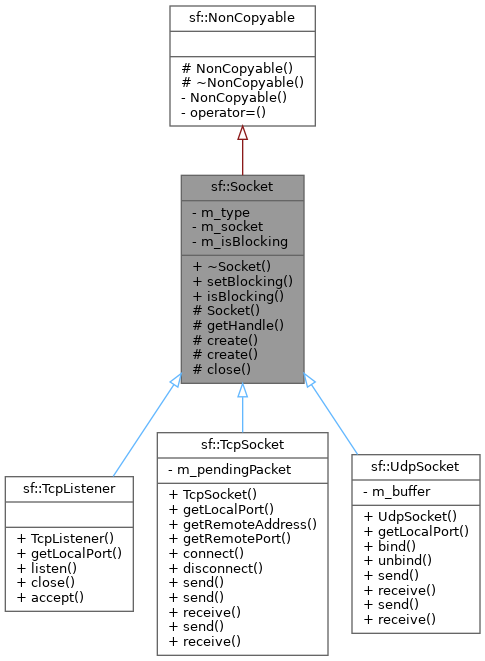 sf::NonCopyable
# NonCopyable()
# ~NonCopyable()
- NonCopyable()
- operator=()
sf::Socket
- m_type
- m_socket
- m_isBlocking
+ ~Socket()
+ setBlocking()
+ isBlocking()
# Socket()
# getHandle()
# create()
# create()
# close()
sf::TcpListener
+ TcpListener()
+ getLocalPort()
+ listen()
+ close()
+ accept()
sf::TcpSocket
- m_pendingPacket
+ TcpSocket()
+ getLocalPort()
+ getRemoteAddress()
+ getRemotePort()
+ connect()
+ disconnect()
+ send()
+ send()
+ receive()
+ send()
+ receive()
sf::UdpSocket
- m_buffer
+ UdpSocket()
+ getLocalPort()
+ bind()
+ unbind()
+ send()
+ receive()
+ send()
+ receive()